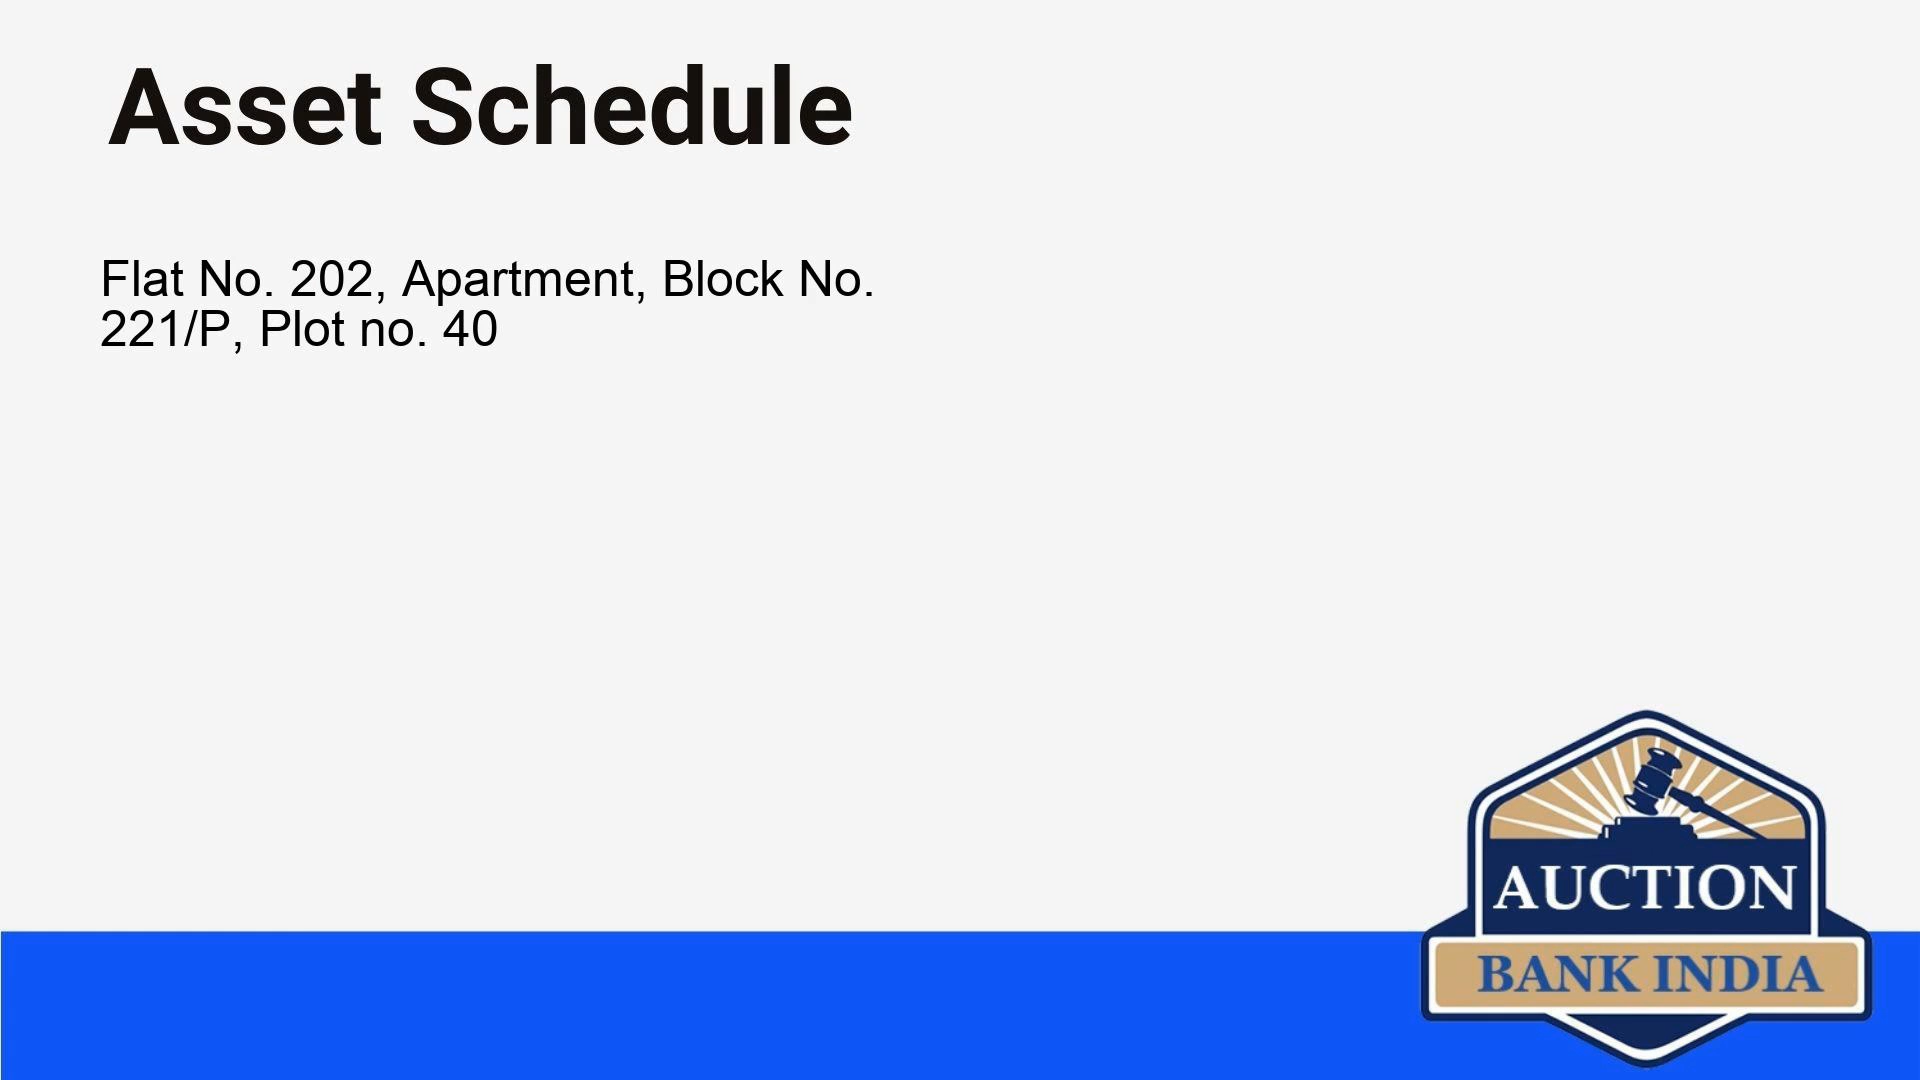 Asset Schedule
Flat No. 202, Apartment, Block No.
221/P, Plot no. 40
AUCTION
BANK INDIA